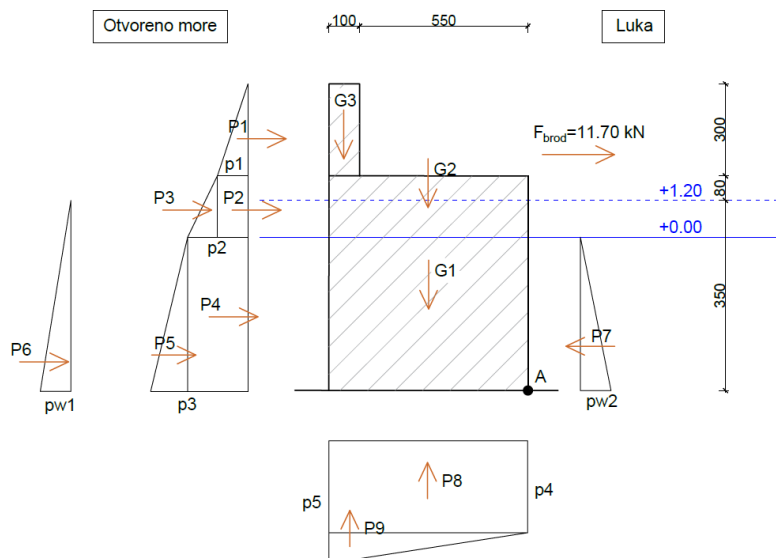 Otvoreno more
100
550
Luka
G3
P1
300
F_brod=11.70 kN
p1
G2
80
P3
P2
+1.20
+0.00
p2
G1
350
P4
P6
P5
P7
A
pw1
p3
pw2
p5
P8
p4
P9